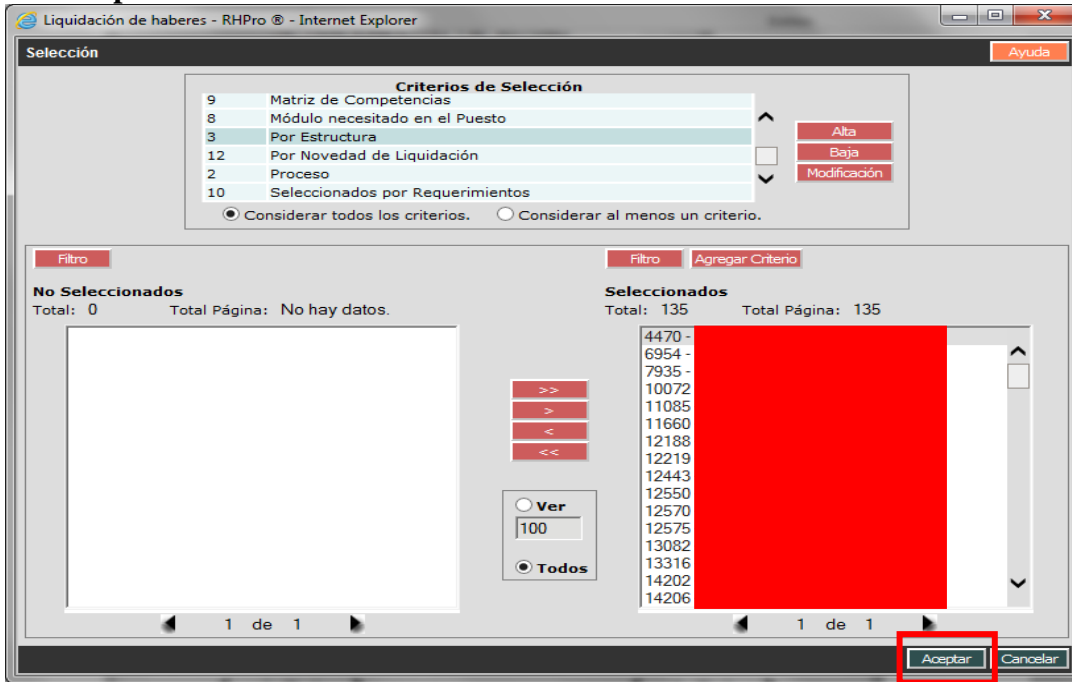 Liquidación de haberes - RHPro ® - Internet Explorer
Selección
Ayuda
Criterios de Selección
9 Matriz de Competencias
8 Módulo necesitado en el Puesto
3 Por Estructura
12 Por Novedad de Liquidación
2 Proceso
10 Seleccionados por Requerimientos
Alta
Baja
Modificación
Considerar todos los criterios. Considerar al menos un criterio.
Filtro
No Seleccionados
Total: 0 Total Página: No hay datos.
1 de 1
>>
>
<
<<
Ver
100
Todos
Filtro Agregar Criterio
Seleccionados
Total: 135 Total Página: 135
4470 -
6954 -
7935 -
10072
11085
11660
12188
12219
12443
12550
12570
12575
13082
13316
14202
14206
1 de 1
Aceptar Cancelar